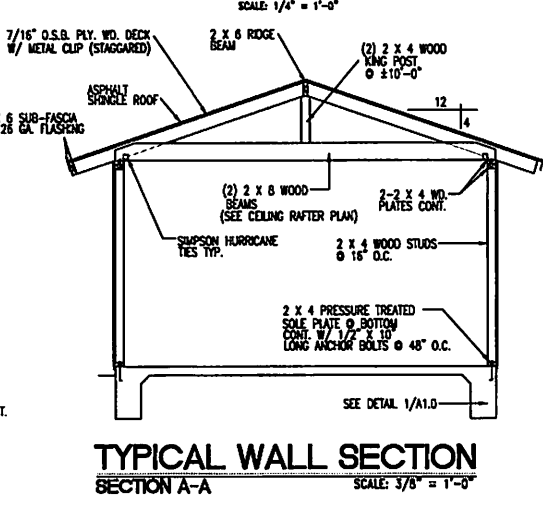 SCALE: 1/4" = 1'-0"
7/16" O.S.B. PLY. WD. DECK
W/ METAL CLIP (STAGGARED)
2 X 6 RIDGE
BEAM
(2) 2 X 4 WOOD
KING POST
@ ±10'-0"
ASPHALT
SHINGLE ROOF
12
4
6 SUB-FASCIA
26 GA. FLASHING
(2) 2 X 8 WOOD
BEAMS
(SEE CEILING RAFTER PLAN)
2-2 X 4 WD.
PLATES CONT.
SIMPSON HURRICANE
TIES TYP.
2 X 4 WOOD STUDS
@ 16" O.C.
2 X 4 PRESSURE TREATED
SOLE PLATE @ BOTTOM
CONT. W/ 1/2" X 10"
LONG ANCHOR BOLTS @ 48" O.C.
SEE DETAIL 1/A1.0
T.
TYPICAL WALL SECTION
SECTION A-A
SCALE: 3/8" = 1'-0"